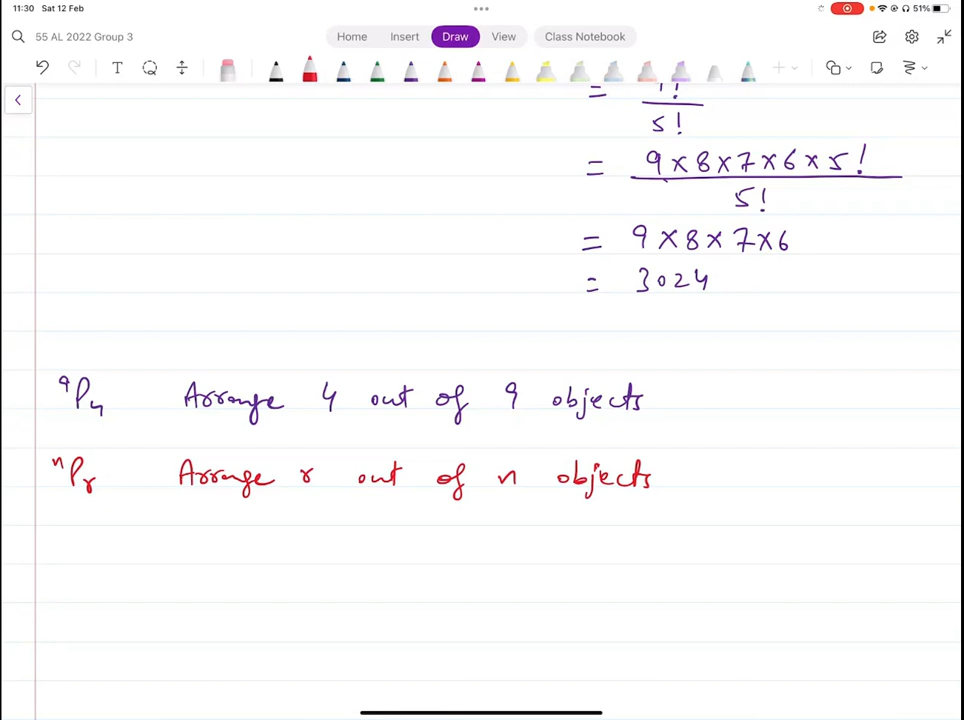 11:30 Sat 12 Feb
51%
55 AL 2022 Group 3
Home Insert Draw View Class Notebook
=
5!
= 9×8×7×6×5!
5!
= 9×8×7×6
= 3024
⁹P₄ Arrange 4 out of 9 objects
ⁿPᵣ Arrange r out of n objects